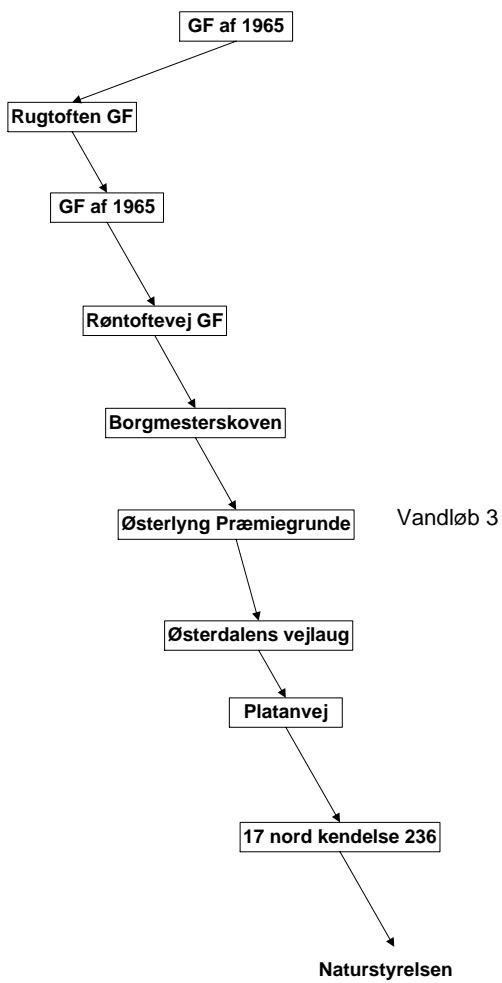 GF af 1965
Rugtoften GF
GF af 1965
Røntoftevej GF
Borgmesterskoven
Østerlyng Præmiegrunde
Vandløb 3
Østerdalens vejlaug
Platanvej
17 nord kendelse 236
Naturstyrelsen